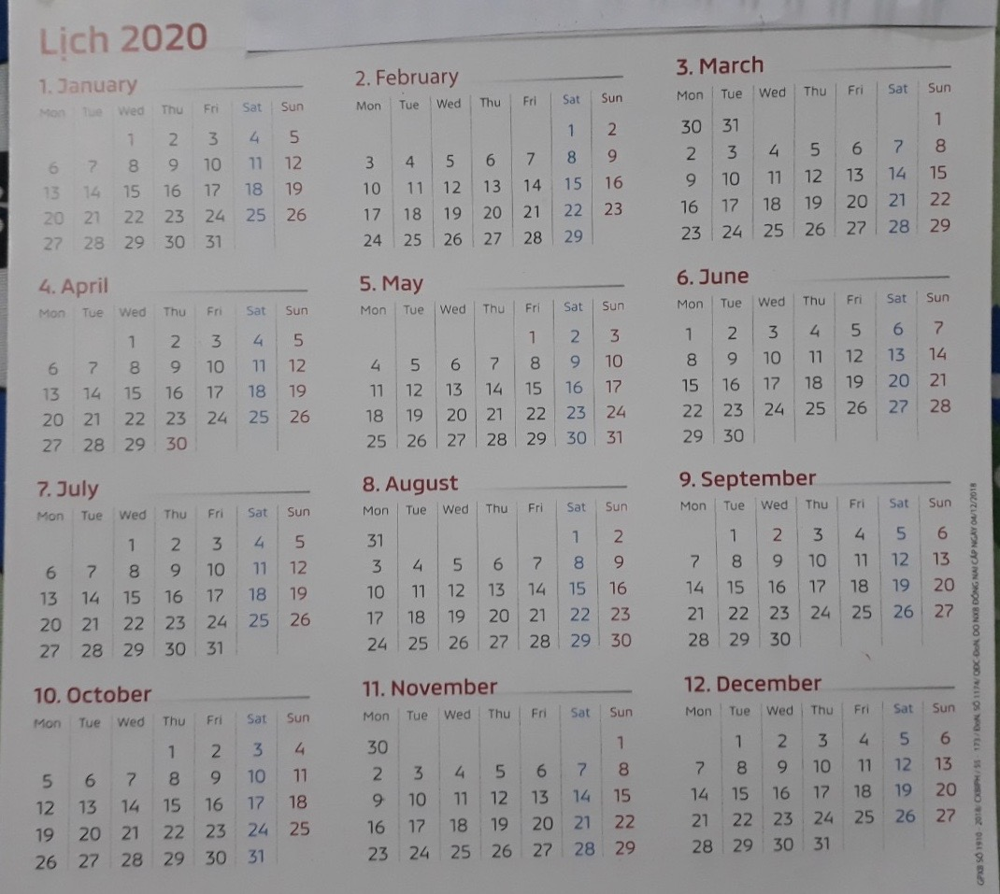 Lịch 2020
1. January
Mon Tue Wed Thu Fri Sat Sun
1 2 3 4 5
6 7 8 9 10 11 12
13 14 15 16 17 18 19
20 21 22 23 24 25 26
27 28 29 30 31
2. February
Mon Tue Wed Thu Fri Sat Sun
1 2
3 4 5 6 7 8 9
10 11 12 13 14 15 16
17 18 19 20 21 22 23
24 25 26 27 28 29
3. March
Mon Tue Wed Thu Fri Sat Sun
30 31 1
2 3 4 5 6 7 8
9 10 11 12 13 14 15
16 17 18 19 20 21 22
23 24 25 26 27 28 29
4. April
Mon Tue Wed Thu Fri Sat Sun
1 2 3 4 5
6 7 8 9 10 11 12
13 14 15 16 17 18 19
20 21 22 23 24 25 26
27 28 29 30
5. May
Mon Tue Wed Thu Fri Sat Sun
1 2 3
4 5 6 7 8 9 10
11 12 13 14 15 16 17
18 19 20 21 22 23 24
25 26 27 28 29 30 31
6. June
Mon Tue Wed Thu Fri Sat Sun
1 2 3 4 5 6 7
8 9 10 11 12 13 14
15 16 17 18 19 20 21
22 23 24 25 26 27 28
29 30
7. July
Mon Tue Wed Thu Fri Sat Sun
1 2 3 4 5
6 7 8 9 10 11 12
13 14 15 16 17 18 19
20 21 22 23 24 25 26
27 28 29 30 31
8. August
Mon Tue Wed Thu Fri Sat Sun
31 1 2
3 4 5 6 7 8 9
10 11 12 13 14 15 16
17 18 19 20 21 22 23
24 25 26 27 28 29 30
9. September
Mon Tue Wed Thu Fri Sat Sun
1 2 3 4 5 6
7 8 9 10 11 12 13
14 15 16 17 18 19 20
21 22 23 24 25 26 27
28 29 30
10. October
Mon Tue Wed Thu Fri Sat Sun
1 2 3 4
5 6 7 8 9 10 11
12 13 14 15 16 17 18
19 20 21 22 23 24 25
26 27 28 29 30 31
11. November
Mon Tue Wed Thu Fri Sat Sun
30 1
2 3 4 5 6 7 8
9 10 11 12 13 14 15
16 17 18 19 20 21 22
23 24 25 26 27 28 29
12. December
Mon Tue Wed Thu Fri Sat Sun
1 2 3 4 5 6
7 8 9 10 11 12 13
14 15 16 17 18 19 20
21 22 23 24 25 26 27
28 29 30 31
GPXB SỐ 1910 - 2018/ CXBIPH / 55 - 173 / ĐoN, SỐ 1174/ QĐC-ĐoN, DO NXB ĐỒNG NAI CẤP NGÀY 04/12/2018